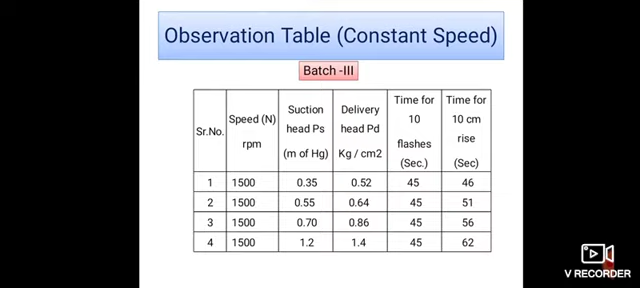 Observation Table (Constant Speed)
Batch -III
Sr.No. Speed (N) rpm Suction head Ps (m of Hg) Delivery head Pd Kg / cm2 Time for 10 flashes (Sec.) Time for 10 cm rise (Sec)
1 1500 0.35 0.52 45 46
2 1500 0.55 0.64 45 51
3 1500 0.70 0.86 45 56
4 1500 1.2 1.4 45 62
V RECORDER